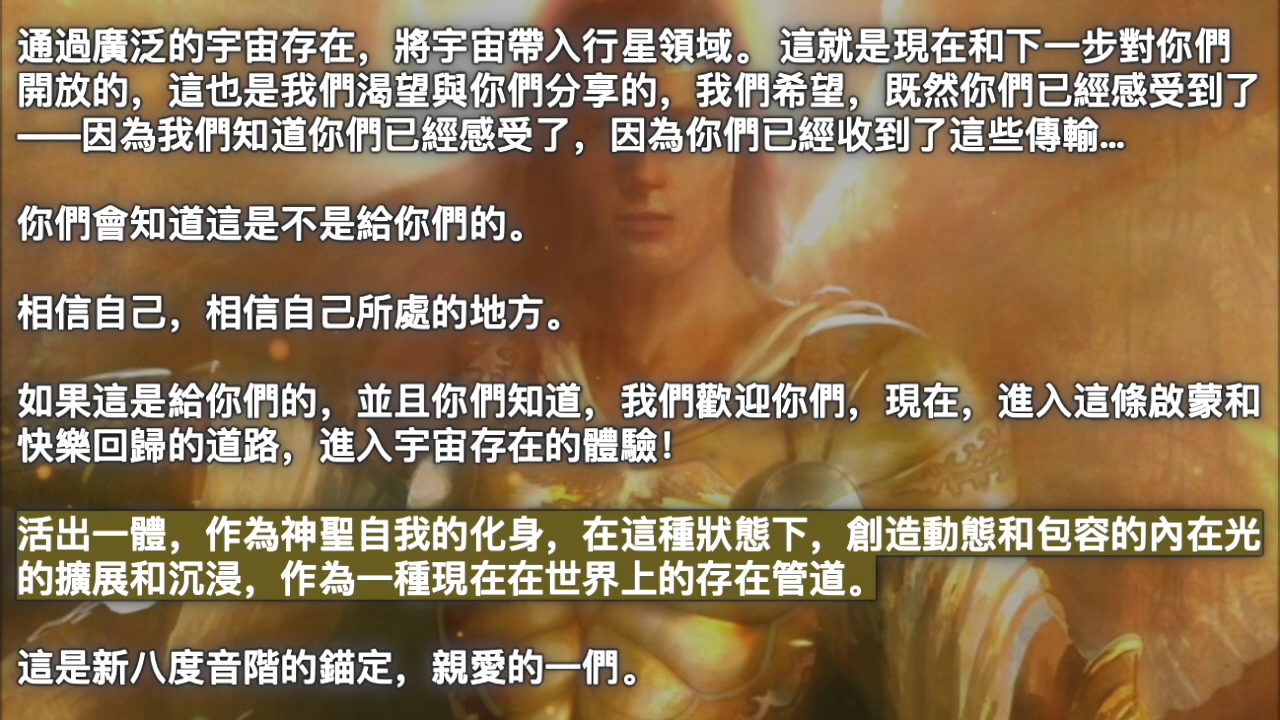 通過廣泛的宇宙存在，將宇宙帶入行星領域。 這就是現在和下一步對你們
開放的，這也是我們渴望與你們分享的，我們希望，既然你們已經感受到了
——因為我們知道你們已經感受了，因為你們已經收到了這些傳輸...
你們會知道這是不是給你們的。
相信自己，相信自己所處的地方。
如果這是給你們的，並且你們知道，我們歡迎你們，現在，進入這條啟蒙和
快樂回歸的道路，進入宇宙存在的體驗！
活出一體，作為神聖自我的化身，在這種狀態下，創造動態和包容的內在光
的擴展和沉浸，作為一種現在在世界上的存在管道。
這是新八度音階的錨定，親愛的一們。